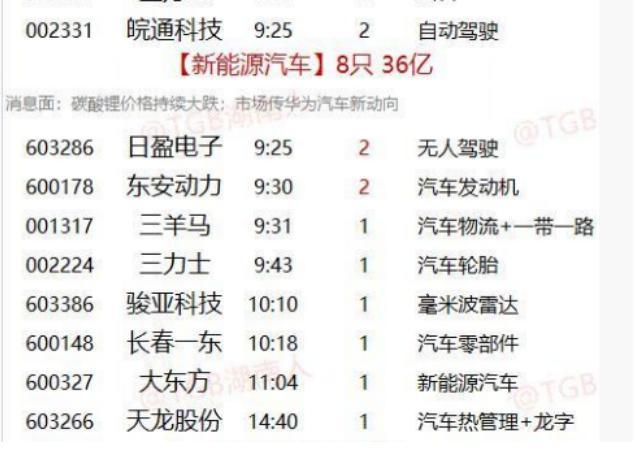 002331 皖通科技 9:25 2 自动驾驶
【新能源汽车】8只 36亿
消息面：碳酸锂价格持续大跌；市场传华为汽车新动向
@TGB湖南人
@TGB
603286 日盈电子 9:25 2 无人驾驶
600178 东安动力 9:30 2 汽车发动机
001317 三羊马 9:31 1 汽车物流+一带一路
002224 三力士 9:43 1 汽车轮胎
603386 骏亚科技 10:10 1 毫米波雷达
600148 长春一东 10:18 1 汽车零部件
600327 大东方 11:04 1 新能源汽车
@TGB湖南人
@TGB
603266 天龙股份 14:40 1 汽车热管理+龙字